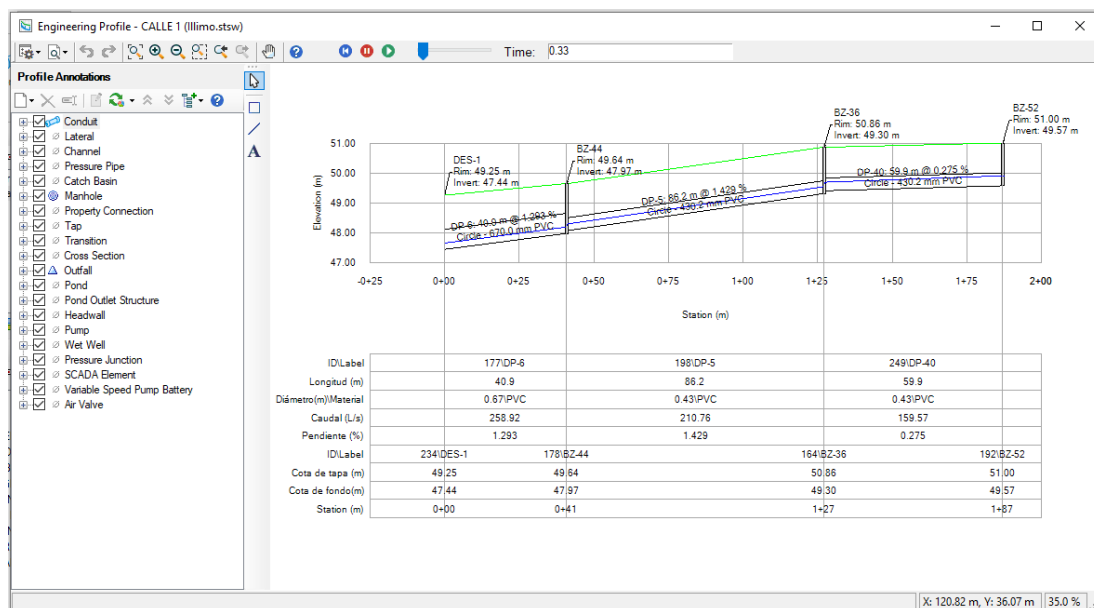 Engineering Profile - CALLE 1 (Illimo.stsw)
Time: 0.33
Profile Annotations
Conduit
Lateral
Channel
Pressure Pipe
Catch Basin
Manhole
Property Connection
Tap
Transition
Cross Section
Outfall
Pond
Pond Outlet Structure
Headwall
Pump
Wet Well
Pressure Junction
SCADA Element
Variable Speed Pump Battery
Air Valve
A
BZ-52
Rim: 51.00 m
Invert: 49.57 m
BZ-36
Rim: 50.86 m
Invert: 49.30 m
BZ-44
Rim: 49.64 m
Invert: 47.97 m
DES-1
Rim: 49.25 m
Invert: 47.44 m
DP-40: 59.9 m @ 0.275 %
Circle - 430.2 mm PVC
DP-5: 86.2 m @ 1.429 %
Circle - 430.2 mm PVC
DP-6: 40.9 m @ 1.293 %
Circle - 670.0 mm PVC
Elevation (m)
51.00
50.00
49.00
48.00
47.00
-0+25 0+00 0+25 0+50 0+75 1+00 1+25 1+50 1+75 2+00
Station (m)
ID\Label 177\DP-6 198\DP-5 249\DP-40
Longitud (m) 40.9 86.2 59.9
Diámetro(m)\Material 0.67\PVC 0.43\PVC 0.43\PVC
Caudal (L/s) 258.92 210.76 159.57
Pendiente (%) 1.293 1.429 0.275
ID\Label 234\DES-1 178\BZ-44 164\BZ-36 192\BZ-52
Cota de tapa (m) 49.25 49.64 50.86 51.00
Cota de fondo(m) 47.44 47.97 49.30 49.57
Station (m) 0+00 0+41 1+27 1+87
X: 120.82 m, Y: 36.07 m 35.0 %